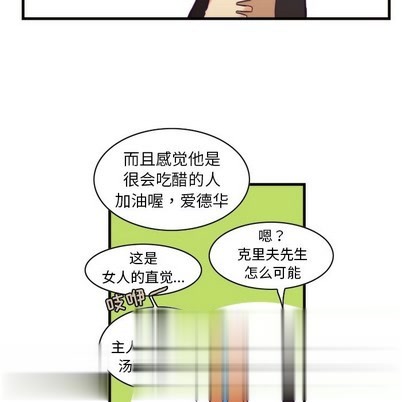 而且感觉他是
很会吃醋的人
加油喔，爱德华
这是
女人的直觉...
嗯？
克里夫先生
怎么可能
吱咿
主人
汤